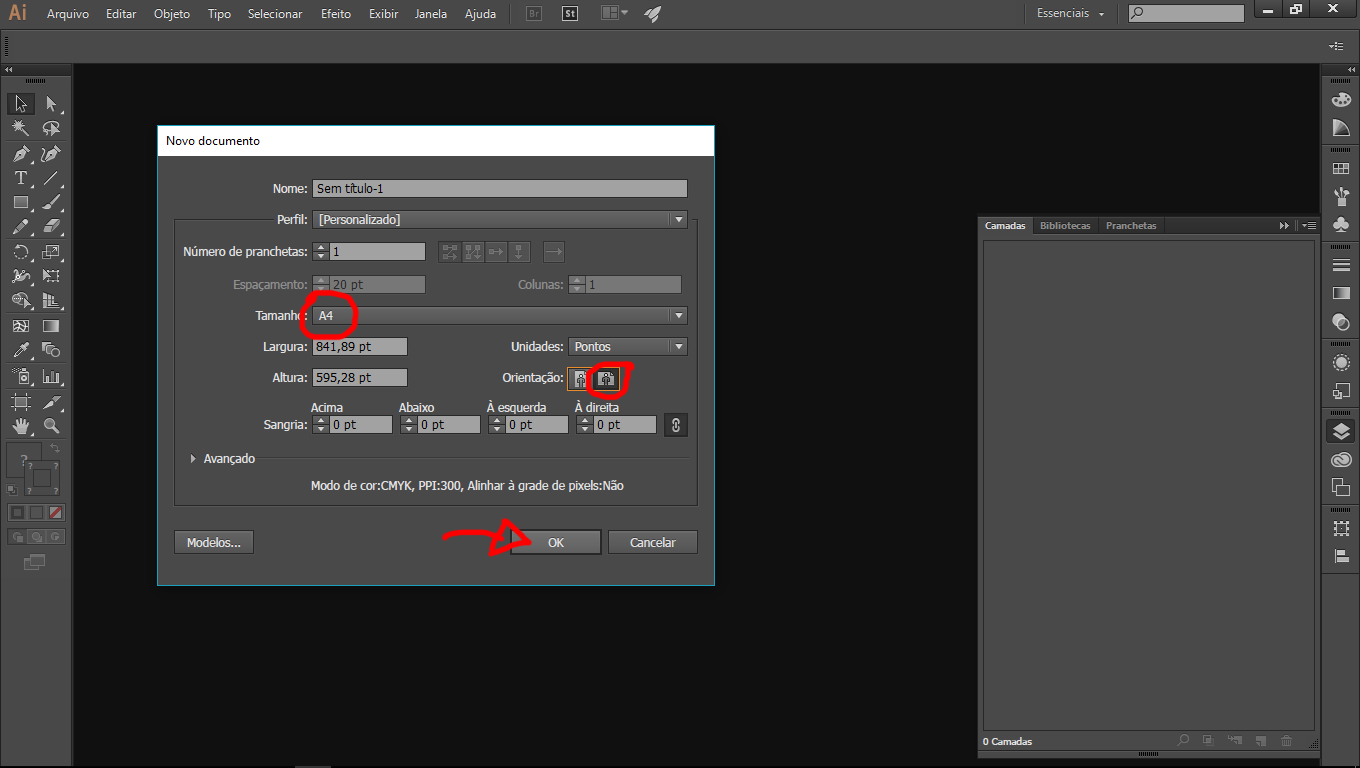 Ai Arquivo Editar Objeto Tipo Selecionar Efeito Exibir Janela Ajuda Br St Essenciais
Novo documento
Nome: Sem título-1
Perfil: [Personalizado]
Número de pranchetas: 1
Espaçamento: 20 pt Colunas: 1
Tamanho: A4
Largura: 841,89 pt Unidades: Pontos
Altura: 595,28 pt Orientação:
Acima Abaixo À esquerda À direita
Sangria: 0 pt 0 pt 0 pt 0 pt
Avançado
Modo de cor:CMYK, PPI:300, Alinhar à grade de pixels:Não
Modelos... OK Cancelar
Camadas Bibliotecas Pranchetas
0 Camadas
T
? ? ? ? ?